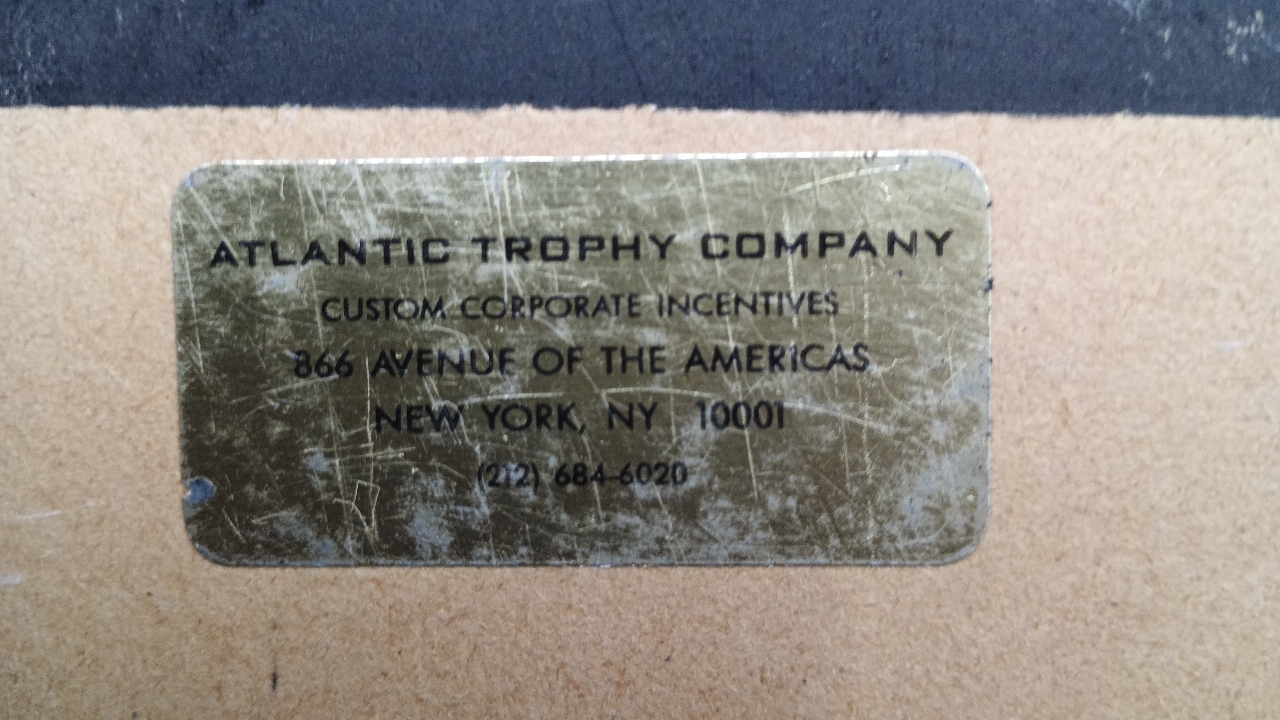 ATLANTIC TROPHY COMPANY
CUSTOM CORPORATE INCENTIVES
866 AVENUE OF THE AMERICAS
NEW YORK, NY 10001
(212) 684-6020